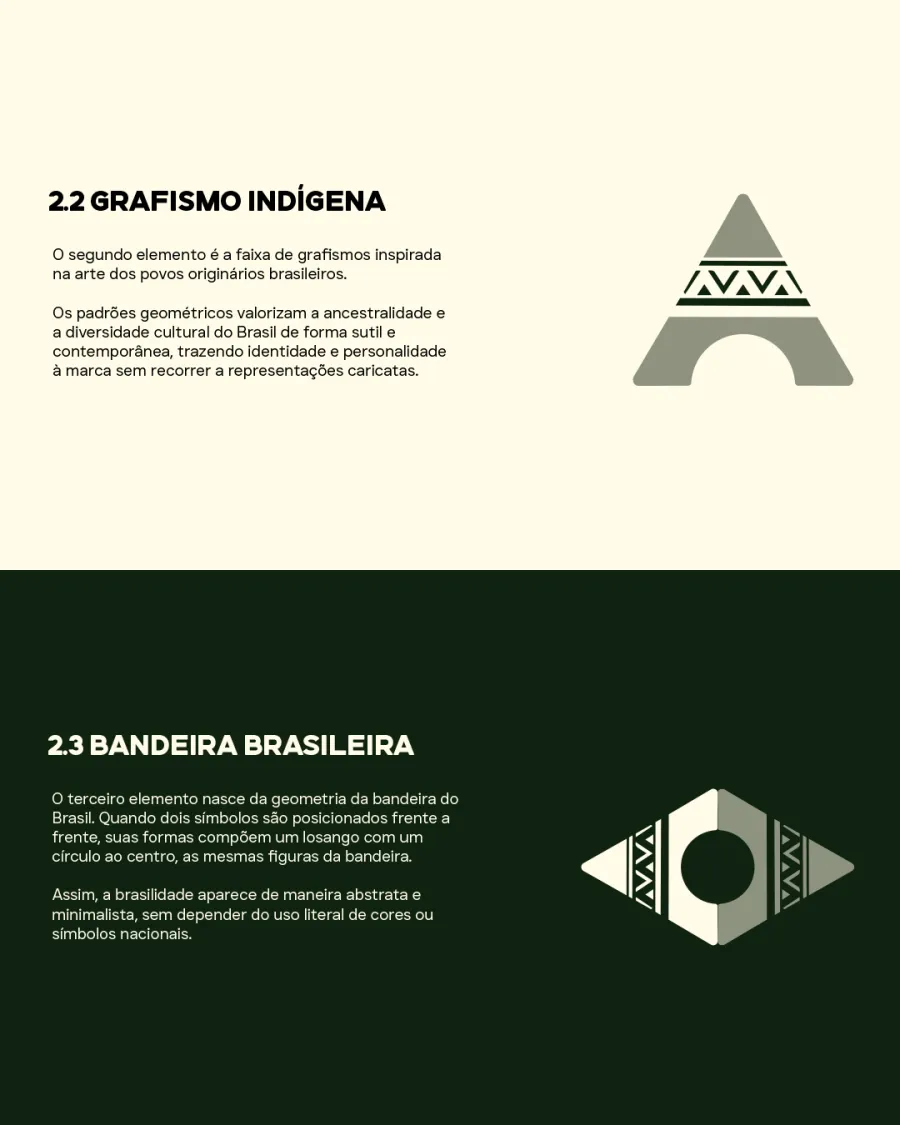 2.2 GRAFISMO INDÍGENA
O segundo elemento é a faixa de grafismos inspirada
na arte dos povos originários brasileiros.
Os padrões geométricos valorizam a ancestralidade e
a diversidade cultural do Brasil de forma sutil e
contemporânea, trazendo identidade e personalidade
à marca sem recorrer a representações caricatas.
2.3 BANDEIRA BRASILEIRA
O terceiro elemento nasce da geometria da bandeira do
Brasil. Quando dois símbolos são posicionados frente a
frente, suas formas compõem um losango com um
círculo ao centro, as mesmas figuras da bandeira.
Assim, a brasilidade aparece de maneira abstrata e
minimalista, sem depender do uso literal de cores ou
símbolos nacionais.